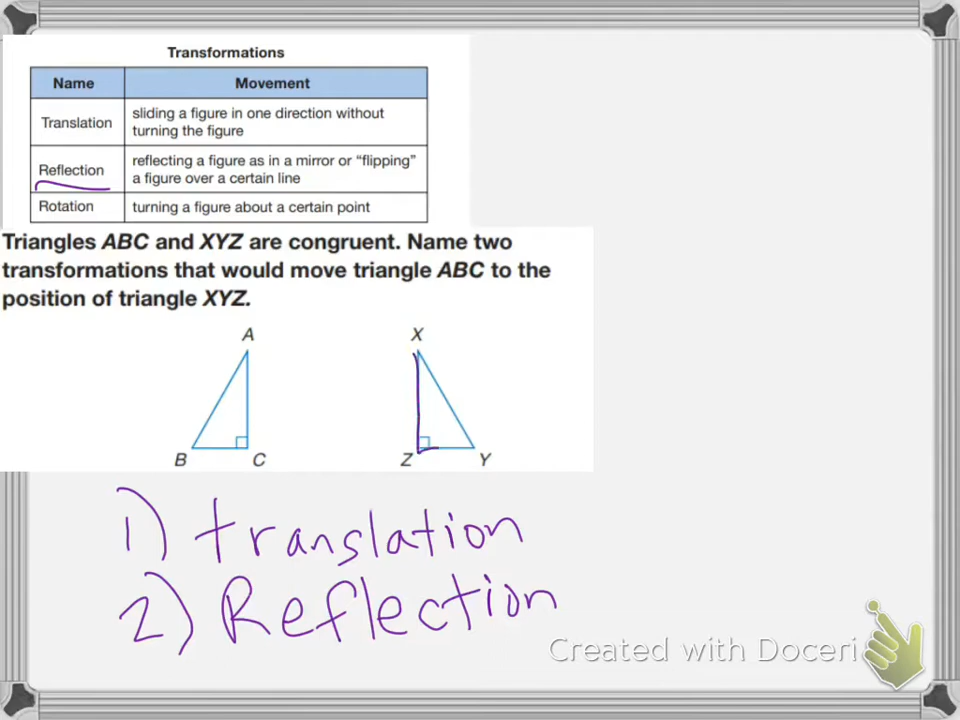 Transformations
Name Movement
Translation sliding a figure in one direction without
turning the figure
Reflection reflecting a figure as in a mirror or “flipping”
a figure over a certain line
Rotation turning a figure about a certain point
Triangles ABC and XYZ are congruent. Name two
transformations that would move triangle ABC to the
position of triangle XYZ.
A X
B C Z Y
1) translation
2) Reflection
Created with Doceri